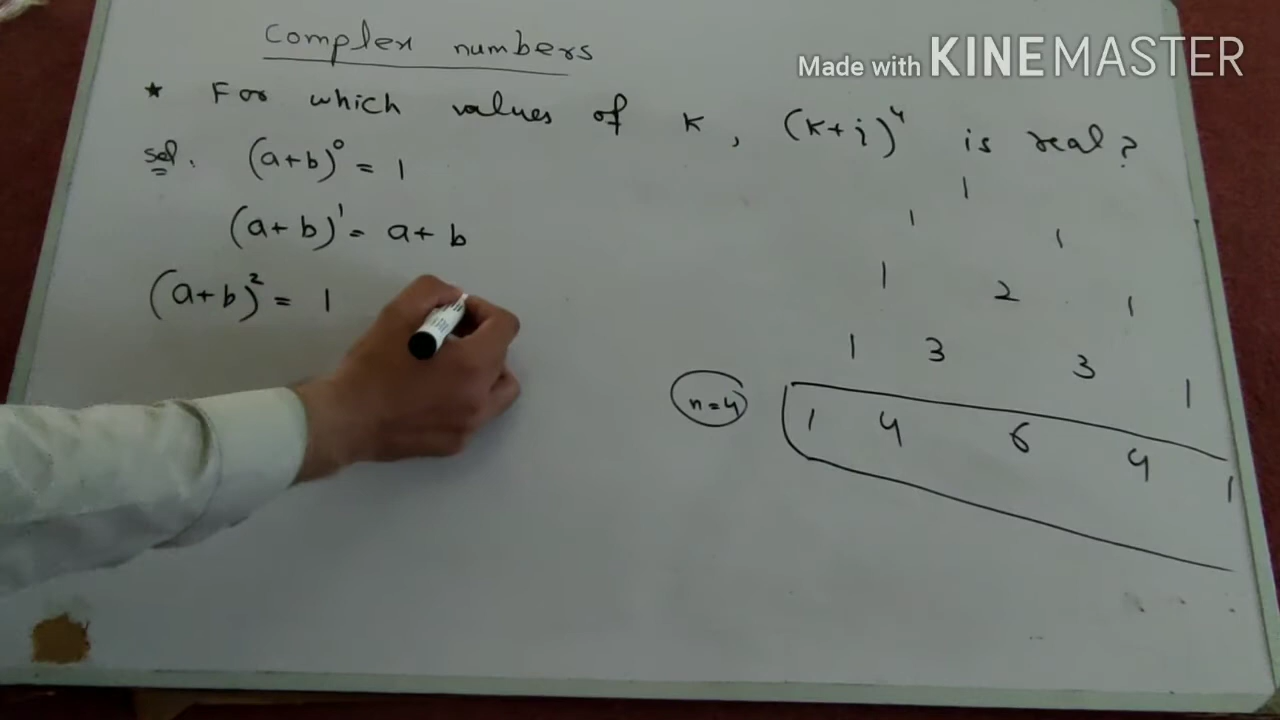 Complex numbers
Made with KINEMASTER
* For which values of k, (k+i)⁴ is real?
sol. (a+b)⁰ = 1
(a+b)¹ = a+b
(a+b)² = 1
1
1 1
1 2 1
1 3 3 1
n=4 1 4 6 4 1